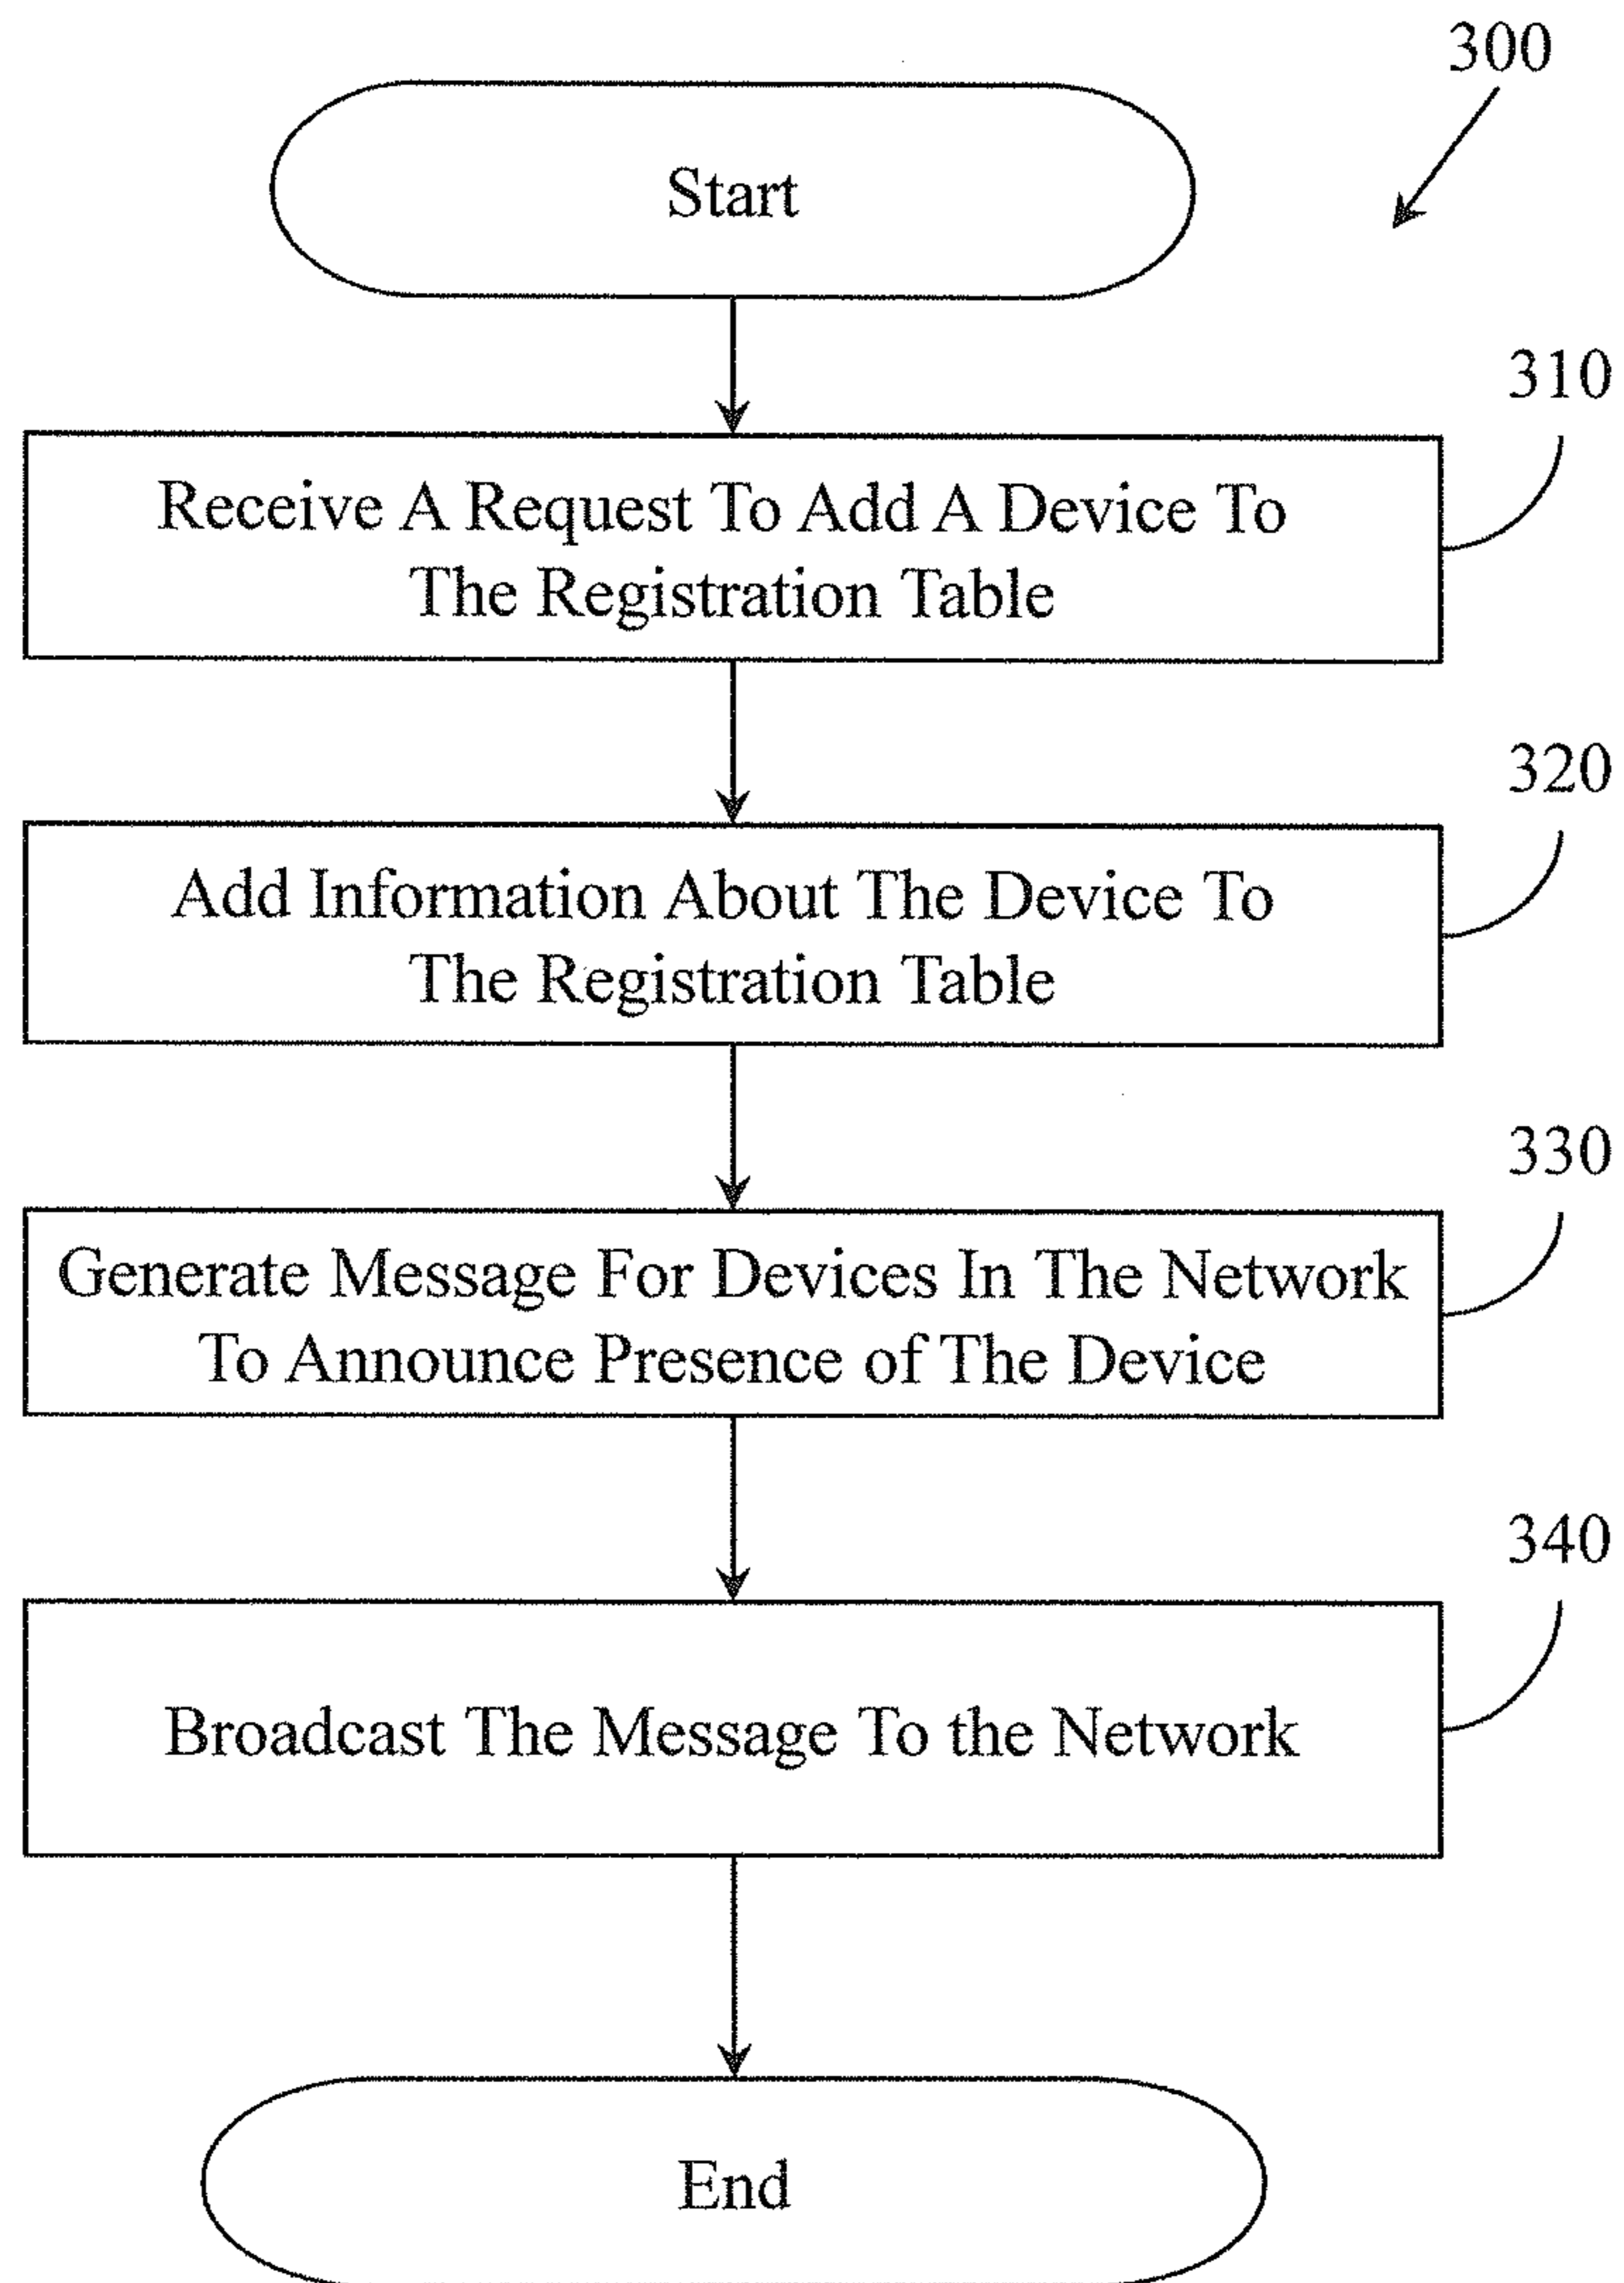 300
Start
310
Receive A Request To Add A Device To
The Registration Table
320
Add Information About The Device To
The Registration Table
330
Generate Message For Devices In The Network
To Announce Presence of The Device
340
Broadcast The Message To the Network
End